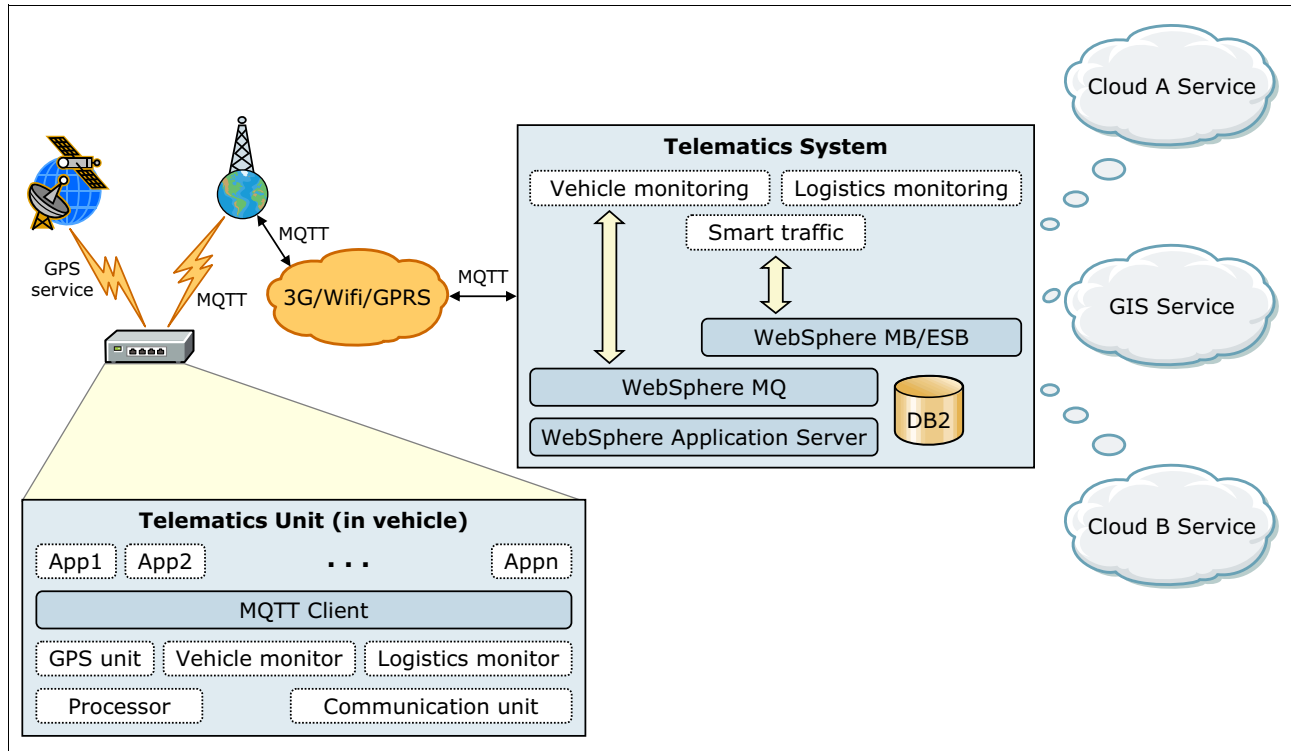 Cloud A Service
Telematics System
Vehicle monitoring
Logistics monitoring
Smart traffic
MQTT
GPS
service
MQTT
3G/Wifi/GPRS
MQTT
GIS Service
WebSphere MB/ESB
WebSphere MQ
DB2
WebSphere Application Server
Cloud B Service
Telematics Unit (in vehicle)
App1
App2
. . .
Appn
MQTT Client
GPS unit
Vehicle monitor
Logistics monitor
Processor
Communication unit